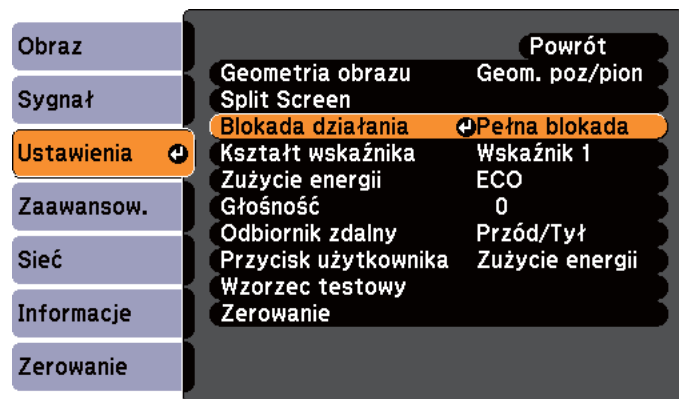 Obraz
Sygnał
Ustawienia
Zaawansow.
Sieć
Informacje
Zerowanie
Powrót
Geometria obrazu Geom. poz/pion
Split Screen
Blokada działania Pełna blokada
Kształt wskaźnika Wskaźnik 1
Zużycie energii ECO
Głośność 0
Odbiornik zdalny Przód/Tył
Przycisk użytkownika Zużycie energii
Wzorzec testowy
Zerowanie